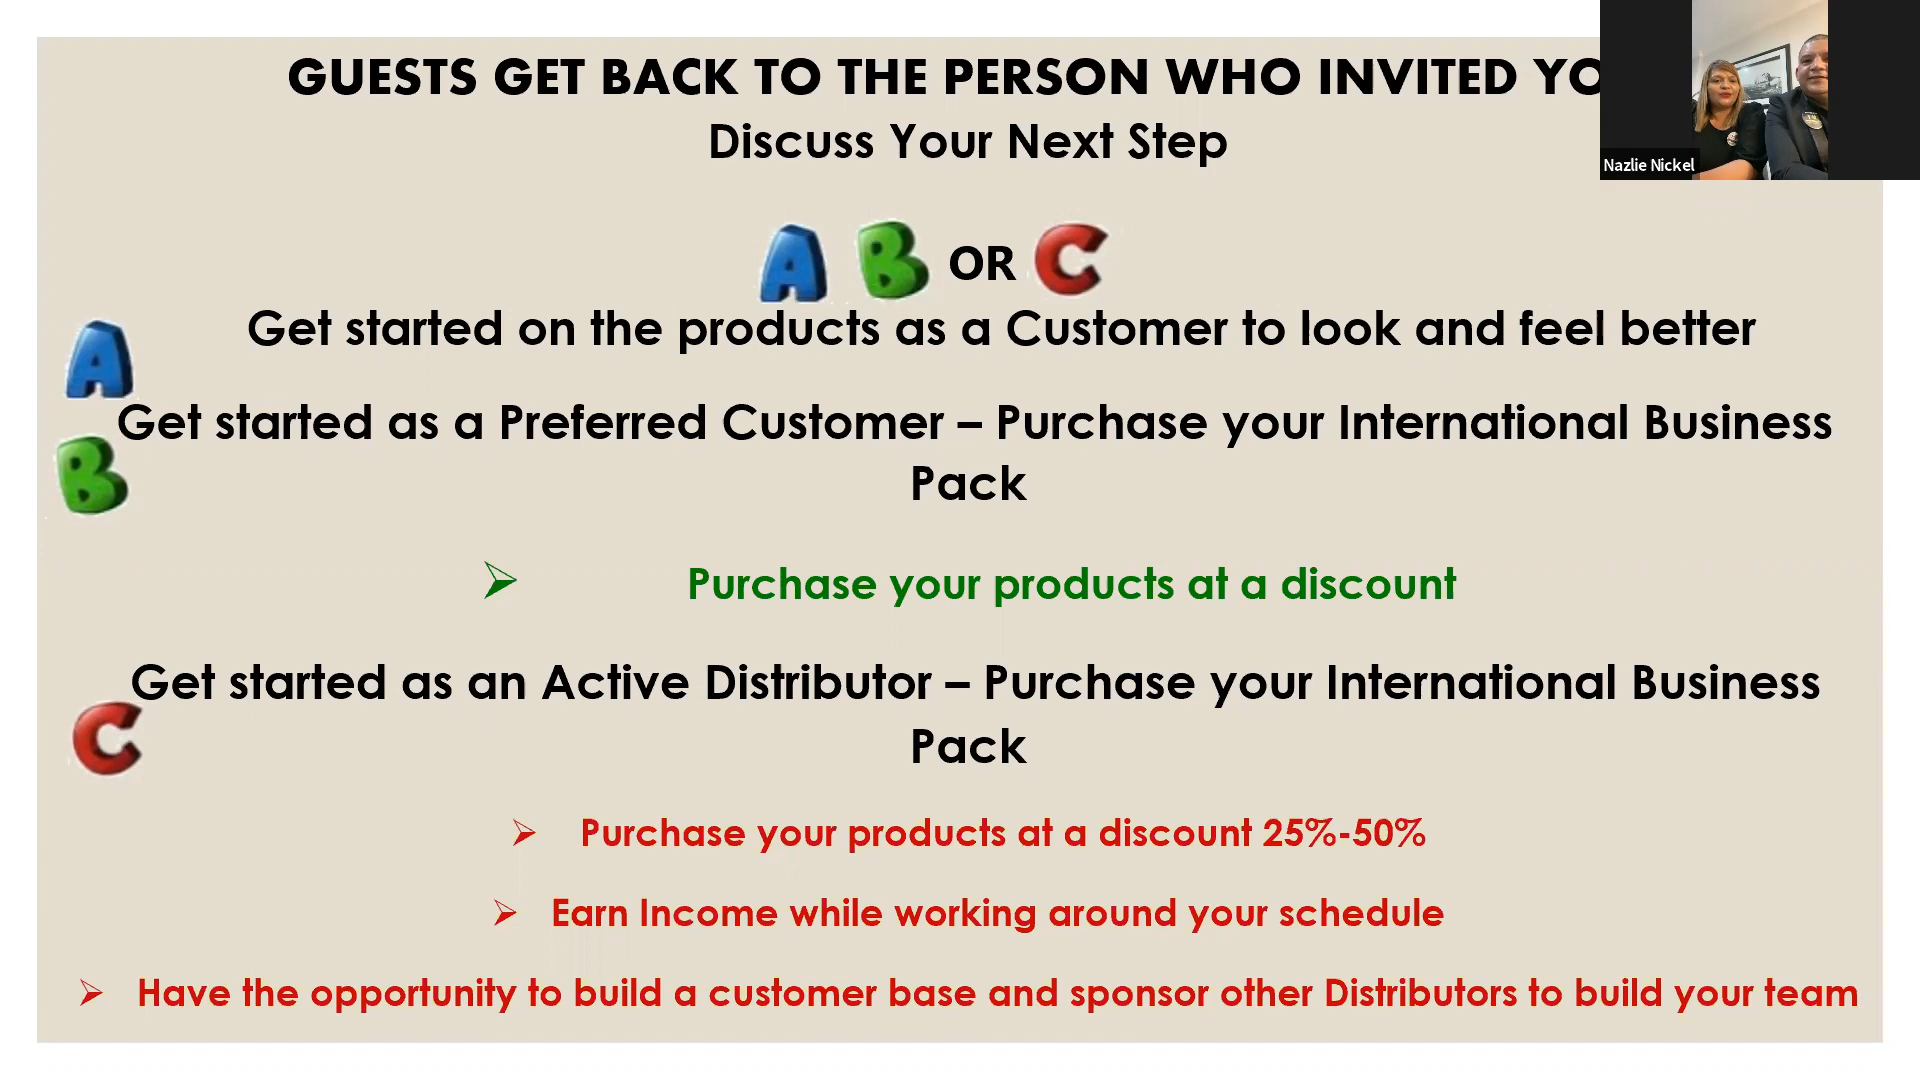 GUESTS GET BACK TO THE PERSON WHO INVITED
Discuss Your Next Step
Nazlie Nickel
A B OR C
A
Get started on the products as a Customer to look and feel better
B
Get started as a Preferred Customer – Purchase your International Business
Pack
➢ Purchase your products at a discount
C
Get started as an Active Distributor – Purchase your International Business
Pack
➢ Purchase your products at a discount 25%-50%
➢ Earn Income while working around your schedule
➢ Have the opportunity to build a customer base and sponsor other Distributors to build your team